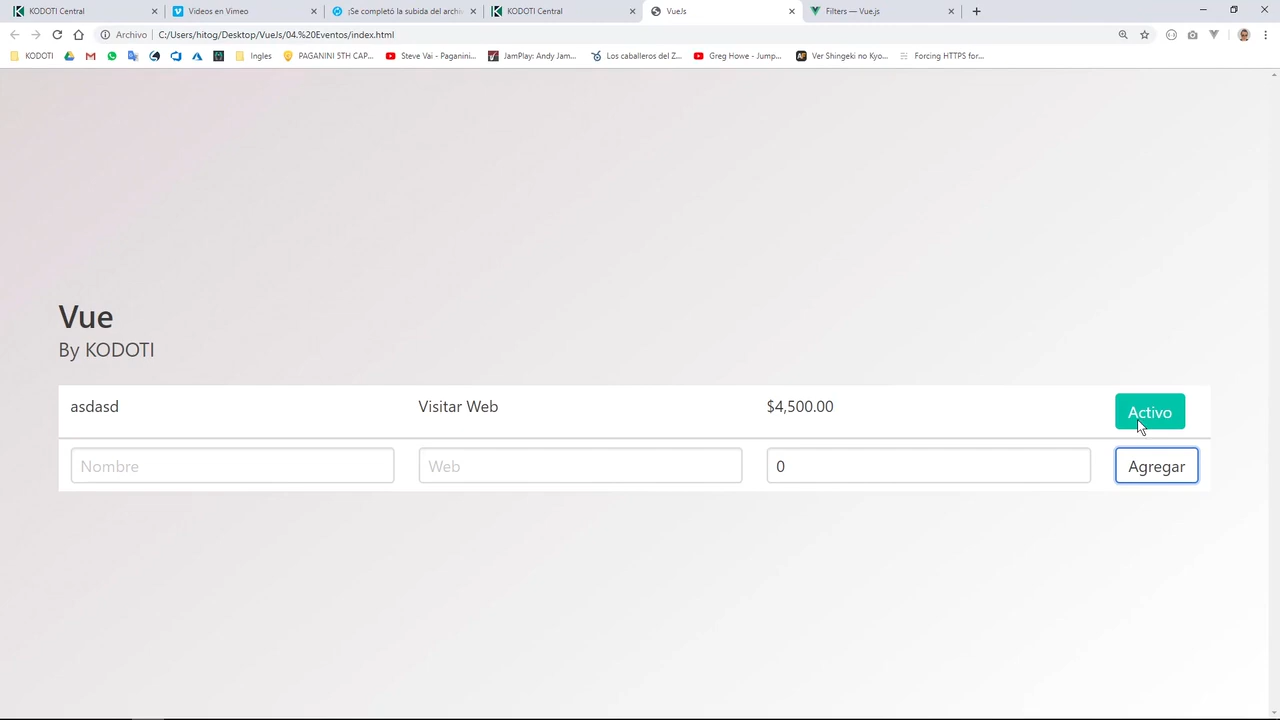 KODOTI Central
Videos en Vimeo
¡Se completó la subida del archi
KODOTI Central
VueJs
Filters — Vue.js
Archivo
C:/Users/hitog/Desktop/VueJs/04.%20Eventos/index.html
KODOTI
Ingles
PAGANINI 5TH CAP...
Steve Vai - Paganini...
JamPlay: Andy Jam...
Los caballeros del Z...
Greg Howe - Jump...
Ver Shingeki no Kyo...
Forcing HTTPS for...
Vue
By KODOTI
asdasd Visitar Web $4,500.00 Activo
Nombre Web 0 Agregar